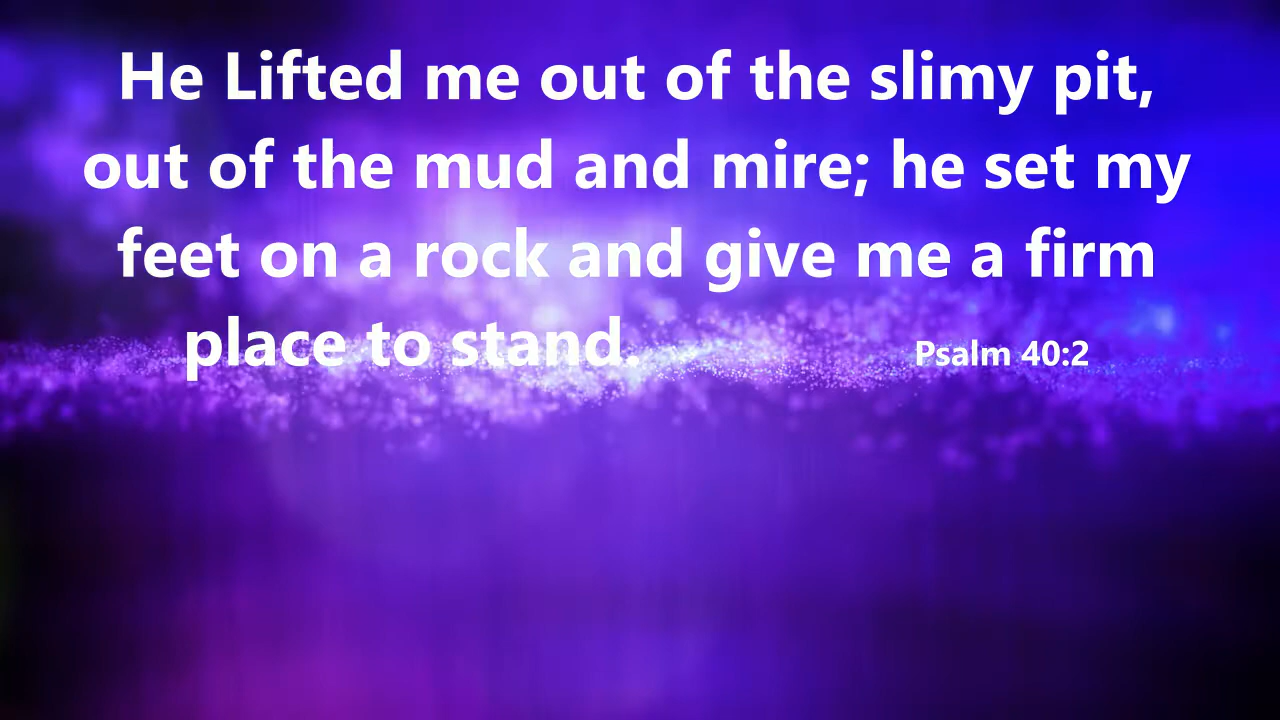 He Lifted me out of the slimy pit,
out of the mud and mire; he set my
feet on a rock and give me a firm
place to stand. Psalm 40:2